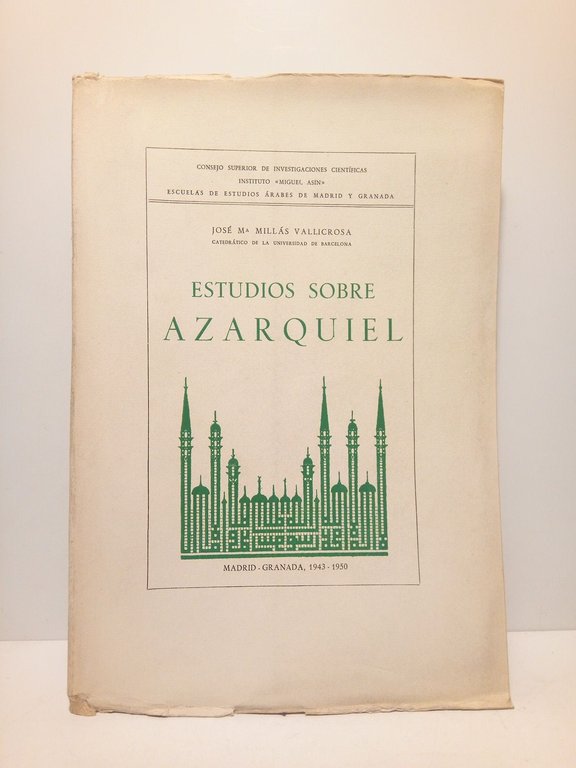 CONSEJO SUPERIOR DE INVESTIGACIONES CIENTÍFICAS
INSTITUTO «MIGUEL ASÍN»
ESCUELAS DE ESTUDIOS ÁRABES DE MADRID Y GRANADA
JOSÉ Mª MILLÁS VALLICROSA
CATEDRÁTICO DE LA UNIVERSIDAD DE BARCELONA
ESTUDIOS SOBRE
AZARQUIEL
MADRID - GRANADA, 1943 - 1950